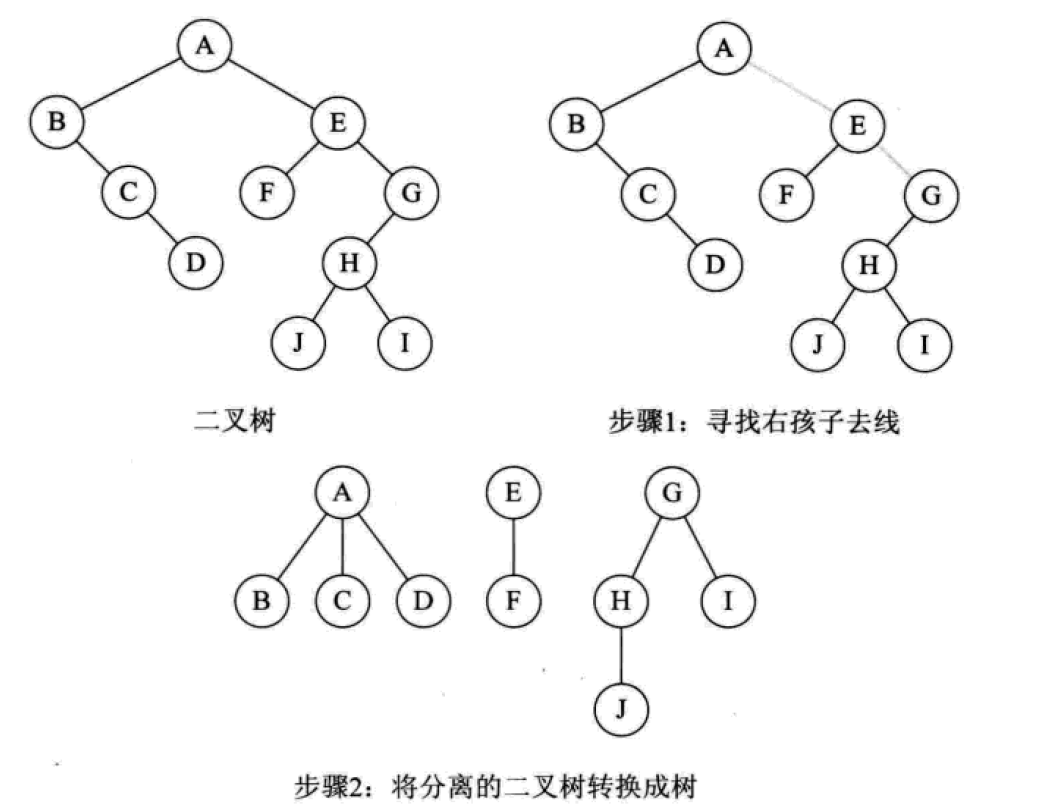 A
B E
C F G
D H
J I
二叉树
A
B E
C F G
D H
J I
步骤1：寻找右孩子去线
A E G
B C D F H I
J
步骤2：将分离的二叉树转换成树